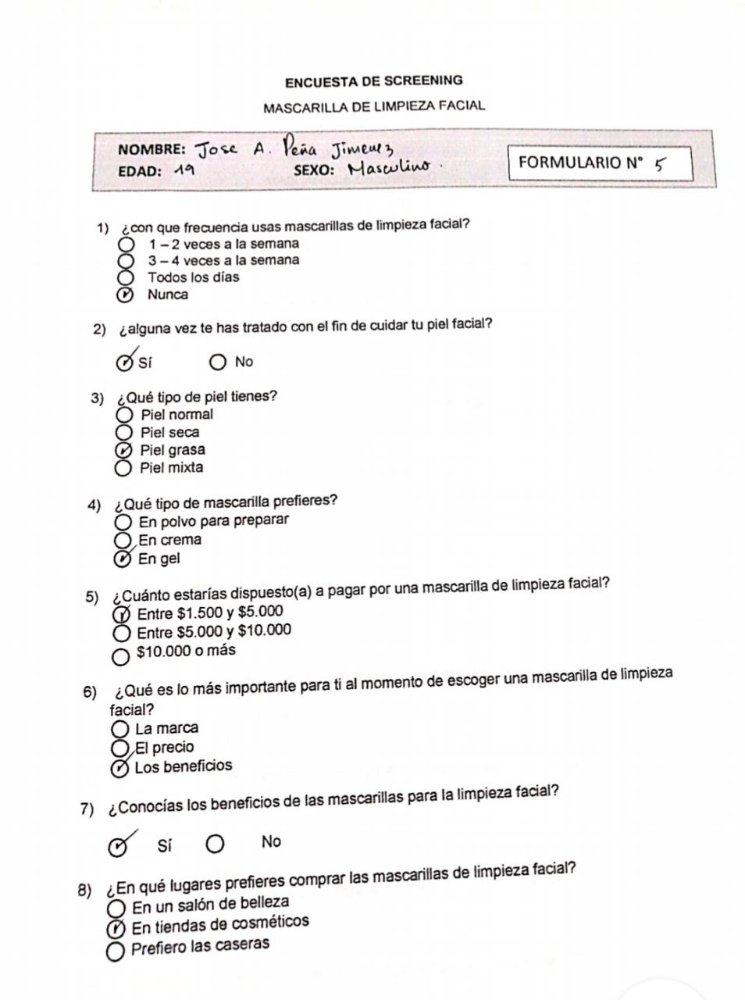 ENCUESTA DE SCREENING
MASCARILLA DE LIMPIEZA FACIAL
NOMBRE: Jose A. Peña Jimenez
EDAD: 19 SEXO: Masculino.
FORMULARIO N° 5
1) ¿con que frecuencia usas mascarillas de limpieza facial?
1 – 2 veces a la semana
3 – 4 veces a la semana
Todos los días
Nunca
2) ¿alguna vez te has tratado con el fin de cuidar tu piel facial?
Sí No
3) ¿Qué tipo de piel tienes?
Piel normal
Piel seca
Piel grasa
Piel mixta
4) ¿Qué tipo de mascarilla prefieres?
En polvo para preparar
En crema
En gel
5) ¿Cuánto estarías dispuesto(a) a pagar por una mascarilla de limpieza facial?
Entre $1.500 y $5.000
Entre $5.000 y $10.000
$10.000 o más
6) ¿Qué es lo más importante para ti al momento de escoger una mascarilla de limpieza
facial?
La marca
El precio
Los beneficios
7) ¿Conocías los beneficios de las mascarillas para la limpieza facial?
Sí No
8) ¿En qué lugares prefieres comprar las mascarillas de limpieza facial?
En un salón de belleza
En tiendas de cosméticos
Prefiero las caseras